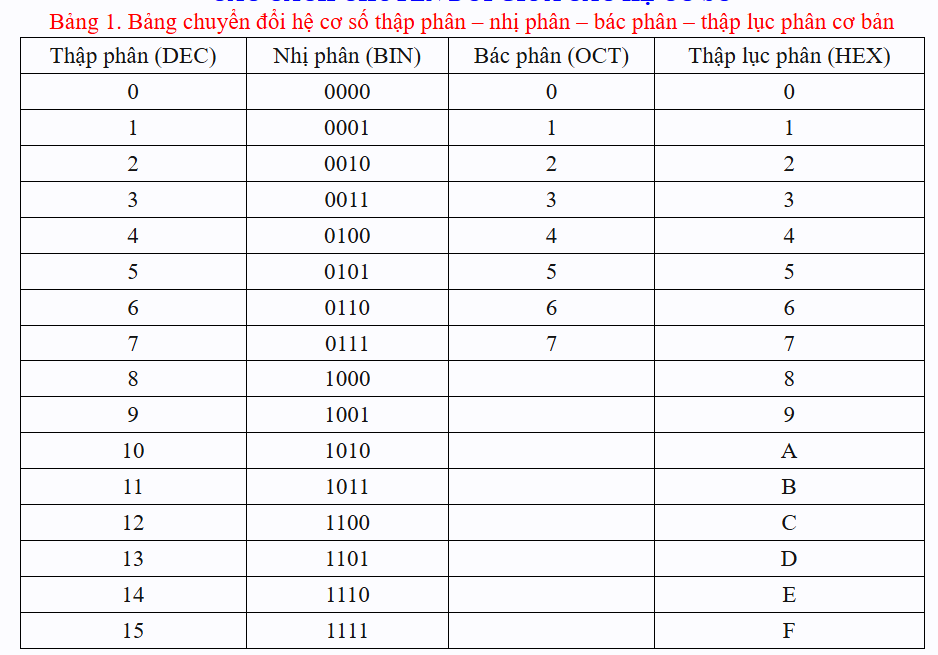 Bảng 1. Bảng chuyển đổi hệ cơ số thập phân – nhị phân – bác phân – thập lục phân cơ bản
Thập phân (DEC) Nhị phân (BIN) Bác phân (OCT) Thập lục phân (HEX)
0 0000 0 0
1 0001 1 1
2 0010 2 2
3 0011 3 3
4 0100 4 4
5 0101 5 5
6 0110 6 6
7 0111 7 7
8 1000 8
9 1001 9
10 1010 A
11 1011 B
12 1100 C
13 1101 D
14 1110 E
15 1111 F